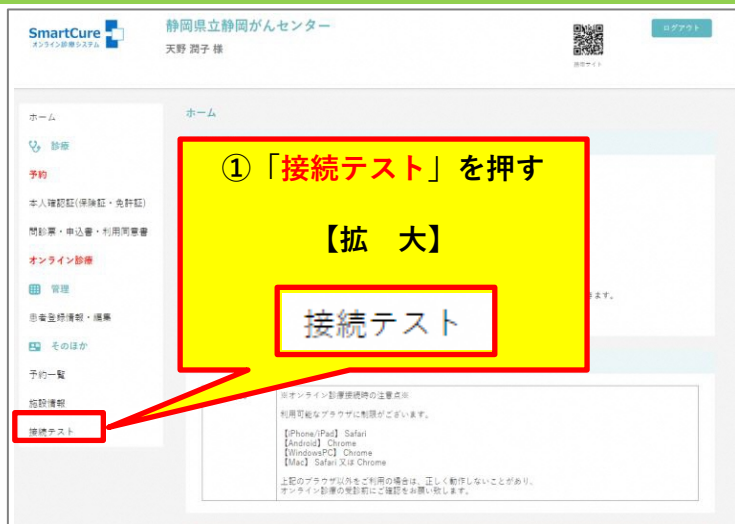 SmartCure
オンライン診療システム
静岡県立静岡がんセンター
天野 潤子 様
携帯サイト
ログアウト
ホーム
診療
予約
本人確認証(保険証・免許証)
問診票・申込書・利用同意書
オンライン診療
管理
患者登録情報・編集
そのほか
予約一覧
施設情報
接続テスト
ホーム
①「接続テスト」を押す
【拡 大】
接続テスト
きます。
※オンライン診療接続時の注意点※
利用可能なブラウザに制限がございます。
【iPhone/iPad】 Safari
【Android】 Chrome
【WindowsPC】 Chrome
【Mac】 Safari 又は Chrome
上記のブラウザ以外をご利用の場合は、正しく動作しないことがあり、
オンライン診療の受診前にご確認をお願い致します。